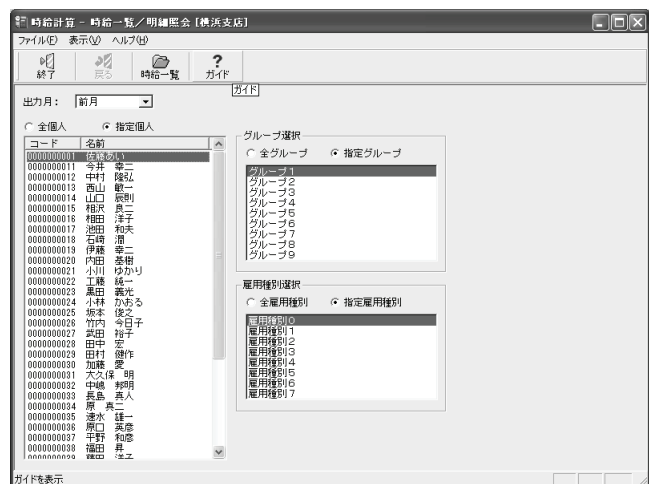 時給計算 - 時給一覧/明細照会 [横浜支店]
ファイル(F) 表示(V) ヘルプ(H)
終了 戻る 時給一覧 ガイド
ガイド
出力月: 前月
全個人 指定個人
コード 名前
0000000001 佐藤あい
0000000011 今井 幸二
0000000012 中村 隆弘
0000000013 西山 敏一
0000000014 山口 辰則
0000000015 相沢 良二
0000000016 相田 洋子
0000000017 池田 和夫
0000000018 石崎 潤
0000000019 伊藤 幸二
0000000020 内田 基樹
0000000021 小川 ゆかり
0000000022 工藤 純一
0000000023 黒田 義光
0000000024 小林 かおる
0000000025 坂本 俊之
0000000026 竹内 今日子
0000000027 武田 裕子
0000000028 田中 宏
0000000029 田村 健作
0000000030 加藤 愛
0000000031 大久保 明
0000000032 中嶋 邦明
0000000033 長島 真人
0000000034 原 真二
0000000035 速水 雄一
0000000036 原口 英彦
0000000037 平野 和彦
0000000038 福田 昇
0000000039 藤田 洋子
グループ選択
全グループ 指定グループ
グループ1
グループ2
グループ3
グループ4
グループ5
グループ6
グループ7
グループ8
グループ9
雇用種別選択
全雇用種別 指定雇用種別
雇用種別0
雇用種別1
雇用種別2
雇用種別3
雇用種別4
雇用種別5
雇用種別6
雇用種別7
ガイドを表示